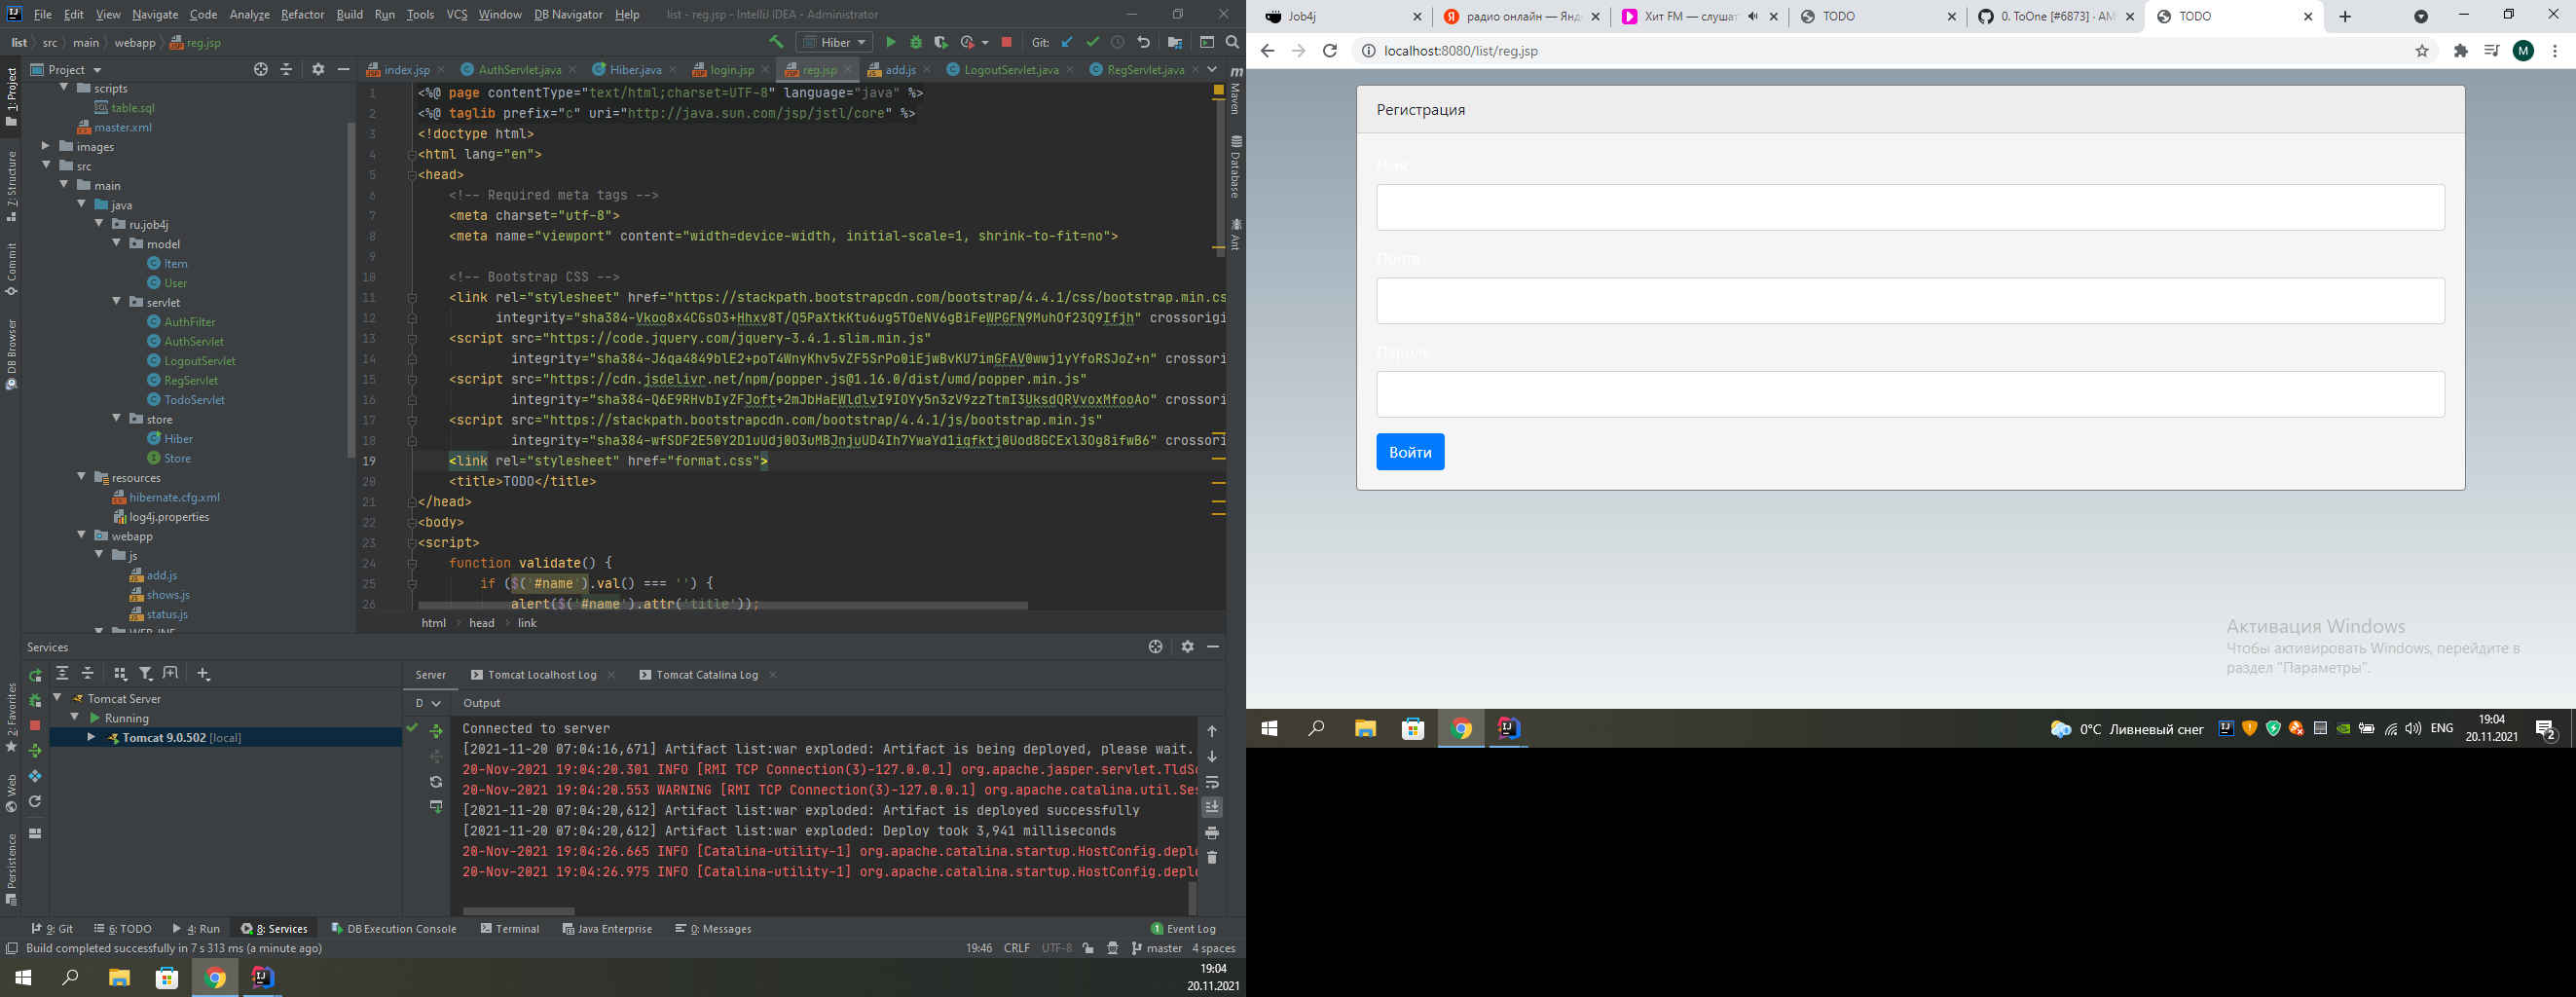 File Edit View Navigate Code Analyze Refactor Build Run Tools VCS Window DB Navigator Help list - reg.jsp - IntelliJ IDEA - Administrator
list src main webapp reg.jsp
Hiber
Git:
Project
index.jsp AuthServlet.java Hiber.java login.jsp reg.jsp add.js LogoutServlet.java RegServlet.java
1: Project
7: Structure
Commit
DB Browser
2: Favorites
Web
Persistence
scripts
table.sql
master.xml
images
src
main
java
ru.job4j
model
Item
User
servlet
AuthFilter
AuthServlet
LogoutServlet
RegServlet
TodoServlet
store
Hiber
Store
resources
hibernate.cfg.xml
log4j.properties
webapp
js
add.js
shows.js
status.js
WEB-INF
1 <%@ page contentType="text/html;charset=UTF-8" language="java" %>
2 <%@ taglib prefix="c" uri="http://java.sun.com/jsp/jstl/core" %>
3 <!doctype html>
4 <html lang="en">
5 <head>
6 <!-- Required meta tags -->
7 <meta charset="utf-8">
8 <meta name="viewport" content="width=device-width, initial-scale=1, shrink-to-fit=no">
9
10 <!-- Bootstrap CSS -->
11 <link rel="stylesheet" href="https://stackpath.bootstrapcdn.com/bootstrap/4.4.1/css/bootstrap.min.cs
12 integrity="sha384-Vkoo8x4CGsO3+Hhxv8T/Q5PaXtkKtu6ug5TOeNV6gBiFeWPGFN9MuhOf23Q9Ifjh" crossorigi
13 <script src="https://code.jquery.com/jquery-3.4.1.slim.min.js"
14 integrity="sha384-J6qa4849blE2+poT4WnyKhv5vZF5SrPo0iEjwBvKU7imGFAV0wwj1yYfoRSJoZ+n" crossori
15 <script src="https://cdn.jsdelivr.net/npm/popper.js@1.16.0/dist/umd/popper.min.js"
16 integrity="sha384-Q6E9RHvbIyZFJoft+2mJbHaEWldlvI9IOYy5n3zV9zzTtmI3UksdQRVvoxMfooAo" crossori
17 <script src="https://stackpath.bootstrapcdn.com/bootstrap/4.4.1/js/bootstrap.min.js"
18 integrity="sha384-wfSDF2E50Y2D1uUdj0O3uMBJnjuUD4Ih7YwaYd1iqfktj0Uod8GCExl3Og8ifwB6" crossori
19 <link rel="stylesheet" href="format.css">
20 <title>TODO</title>
21 </head>
22 <body>
23 <script>
24 function validate() {
25 if ($('#name').val() === '') {
26 alert($('#name').attr('title'));
html head link
Maven
Database
Ant
Services
Tomcat Server
Running
Tomcat 9.0.502 [local]
Server Tomcat Localhost Log Tomcat Catalina Log
D Output
Connected to server
[2021-11-20 07:04:16,671] Artifact list:war exploded: Artifact is being deployed, please wait.
20-Nov-2021 19:04:20.301 INFO [RMI TCP Connection(3)-127.0.0.1] org.apache.jasper.servlet.TldSc
20-Nov-2021 19:04:20.553 WARNING [RMI TCP Connection(3)-127.0.0.1] org.apache.catalina.util.Ses
[2021-11-20 07:04:20,612] Artifact list:war exploded: Artifact is deployed successfully
[2021-11-20 07:04:20,612] Artifact list:war exploded: Deploy took 3,941 milliseconds
20-Nov-2021 19:04:26.665 INFO [Catalina-utility-1] org.apache.catalina.startup.HostConfig.deplo
20-Nov-2021 19:04:26.975 INFO [Catalina-utility-1] org.apache.catalina.startup.HostConfig.deplo
9: Git 6: TODO 4: Run 8: Services DB Execution Console Terminal Java Enterprise 0: Messages 1 Event Log
Build completed successfully in 7 s 313 ms (a minute ago) 19:46 CRLF UTF-8 master 4 spaces
19:04
20.11.2021
Job4j радио онлайн — Янд Хит FM — слушат TODO 0. ToOne [#6873] · AM TODO
localhost:8080/list/reg.jsp
M
Регистрация
Имя
Почта
Пароль
Войти
Активация Windows
Чтобы активировать Windows, перейдите в
раздел "Параметры".
0°C Ливневый снег ENG 19:04
20.11.2021
2